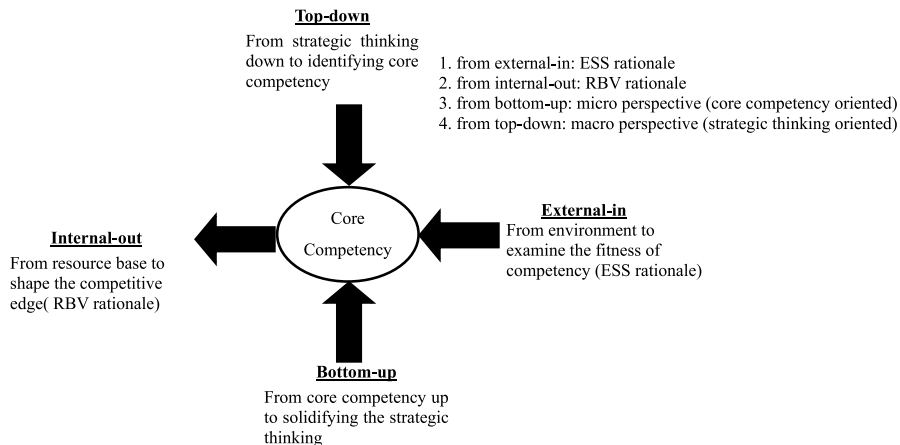 Top-down
From strategic thinking
down to identifying core
competency
1. from external-in: ESS rationale
2. from internal-out: RBV rationale
3. from bottom-up: micro perspective (core competency oriented)
4. from top-down: macro perspective (strategic thinking oriented)
Core
Competency
External-in
From environment to
examine the fitness of
competency (ESS rationale)
Internal-out
From resource base to
shape the competitive
edge( RBV rationale)
Bottom-up
From core competency up
to solidifying the strategic
thinking